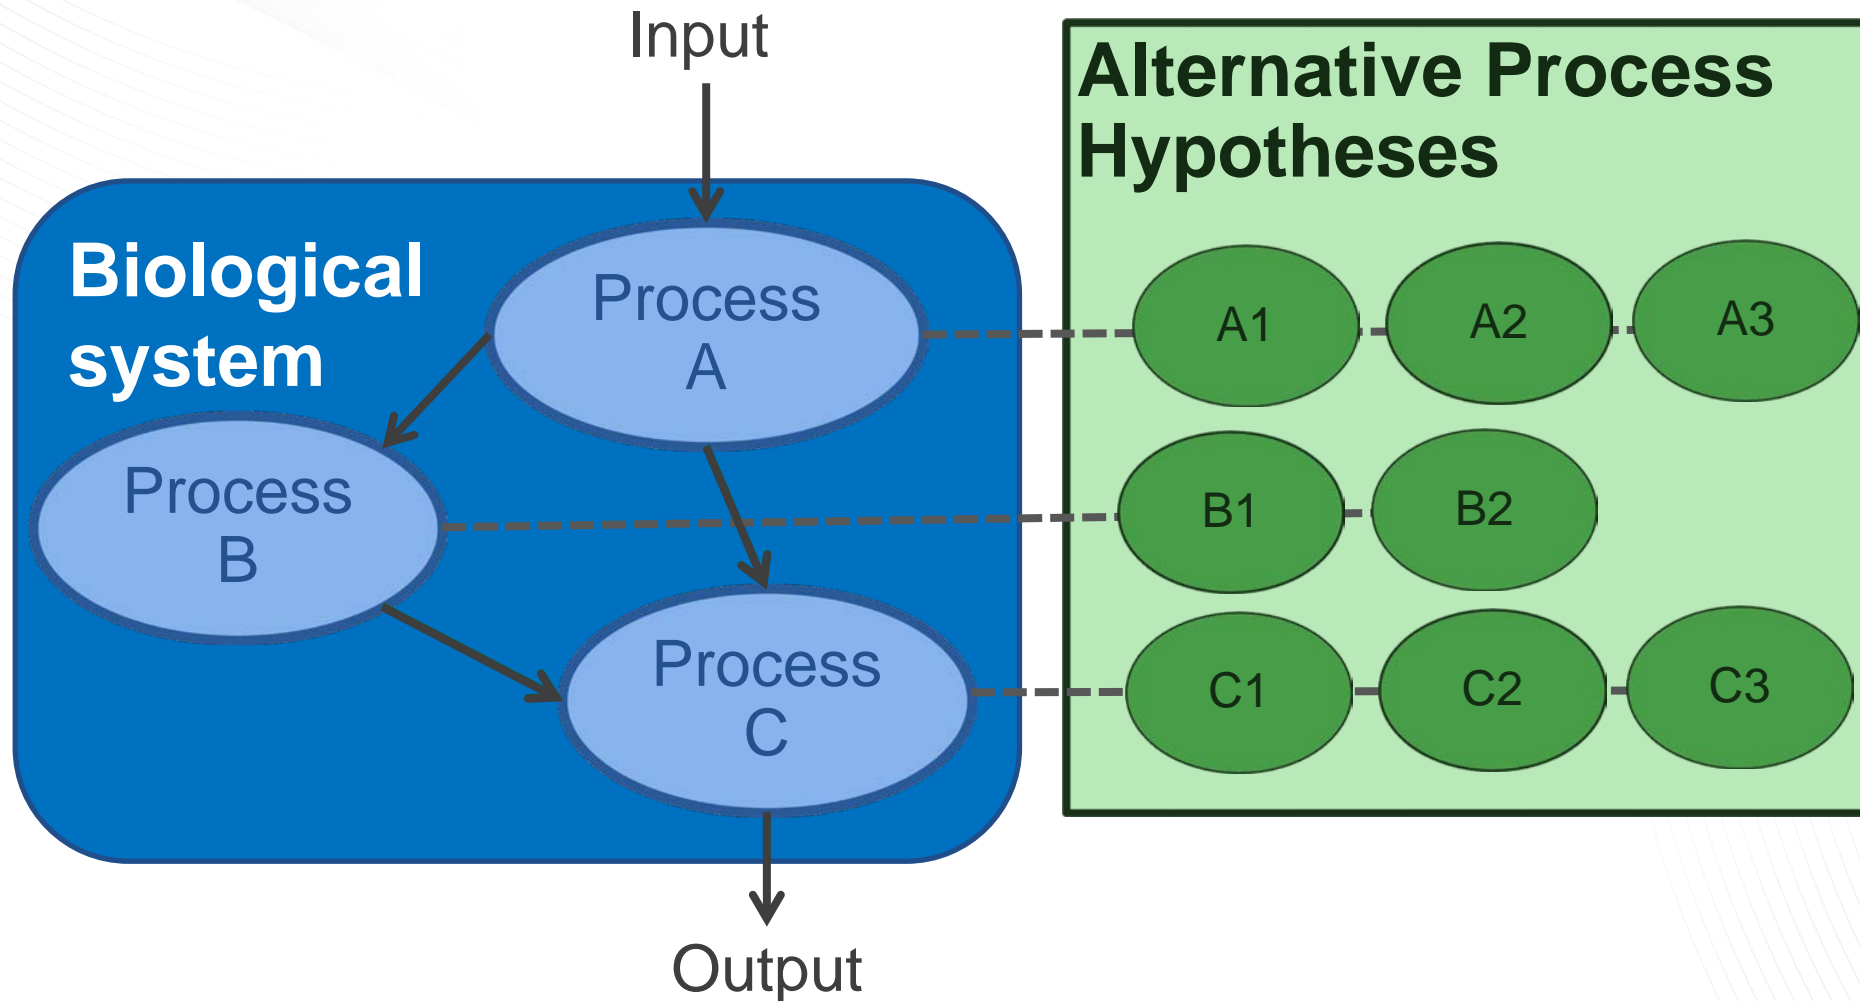 Input
Alternative Process
Hypotheses
Biological
system
Process
A
A1
A2
A3
Process
B
B1
B2
Process
C
C1
C2
C3
Output